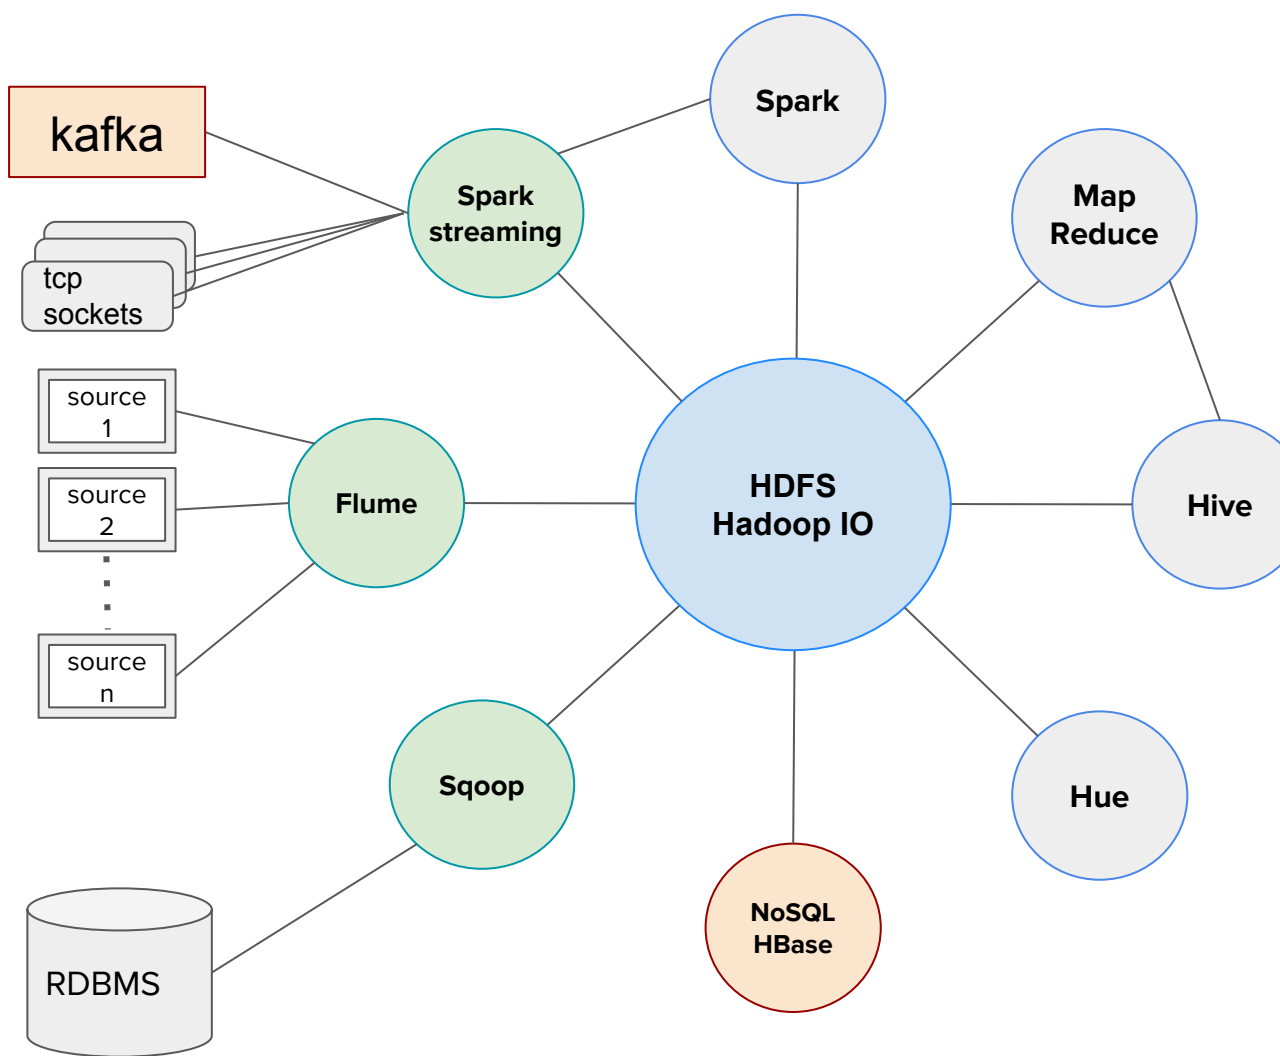 Spark
kafka
Spark
streaming
Map
Reduce
tcp
sockets
source
1
source
2
source
n
Flume
HDFS
Hadoop IO
Hive
Sqoop
Hue
NoSQL
HBase
RDBMS